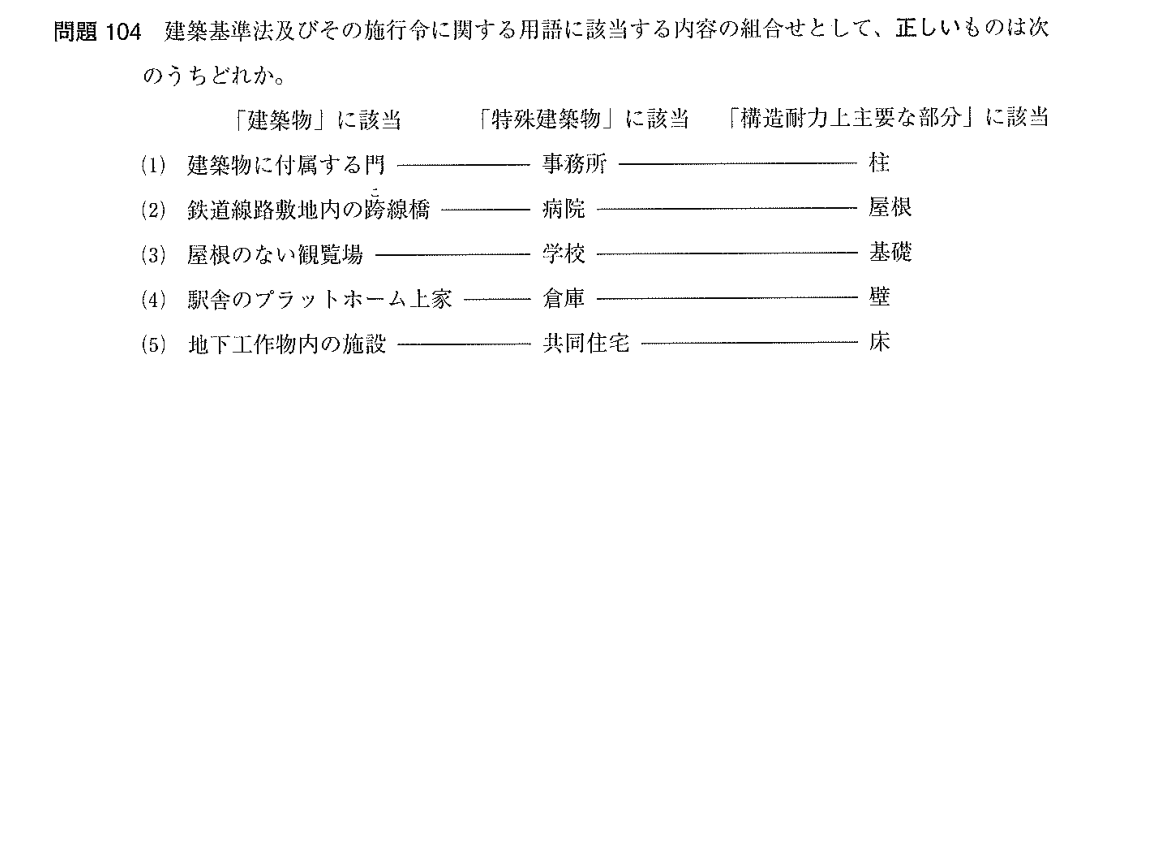 問題 104 建築基準法及びその施行令に関する用語に該当する内容の組合せとして、正しいものは次
のうちどれか。
「建築物」に該当 「特殊建築物」に該当 「構造耐力上主要な部分」に該当
(1) 建築物に付属する門 ――― 事務所 ――― 柱
(2) 鉄道線路敷地内の跨線橋 ――― 病院 ――― 屋根
(3) 屋根のない観覧場 ――― 学校 ――― 基礎
(4) 駅舎のプラットホーム上家 ――― 倉庫 ――― 壁
(5) 地下工作物内の施設 ――― 共同住宅 ――― 床